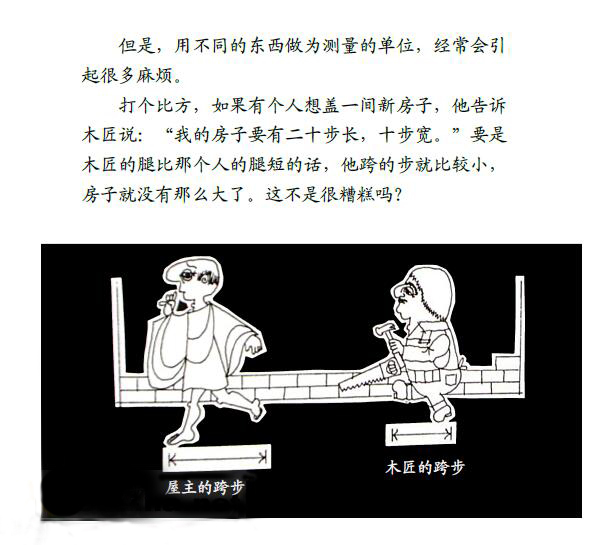 但是，用不同的东西做为测量的单位，经常会引
起很多麻烦。
打个比方，如果有个人想盖一间新房子，他告诉
木匠说：“我的房子要有二十步长，十步宽。”要是
木匠的腿比那个人的腿短的话，他跨的步就比较小，
房子就没有那么大了。这不是很糟糕吗？
屋主的跨步
木匠的跨步